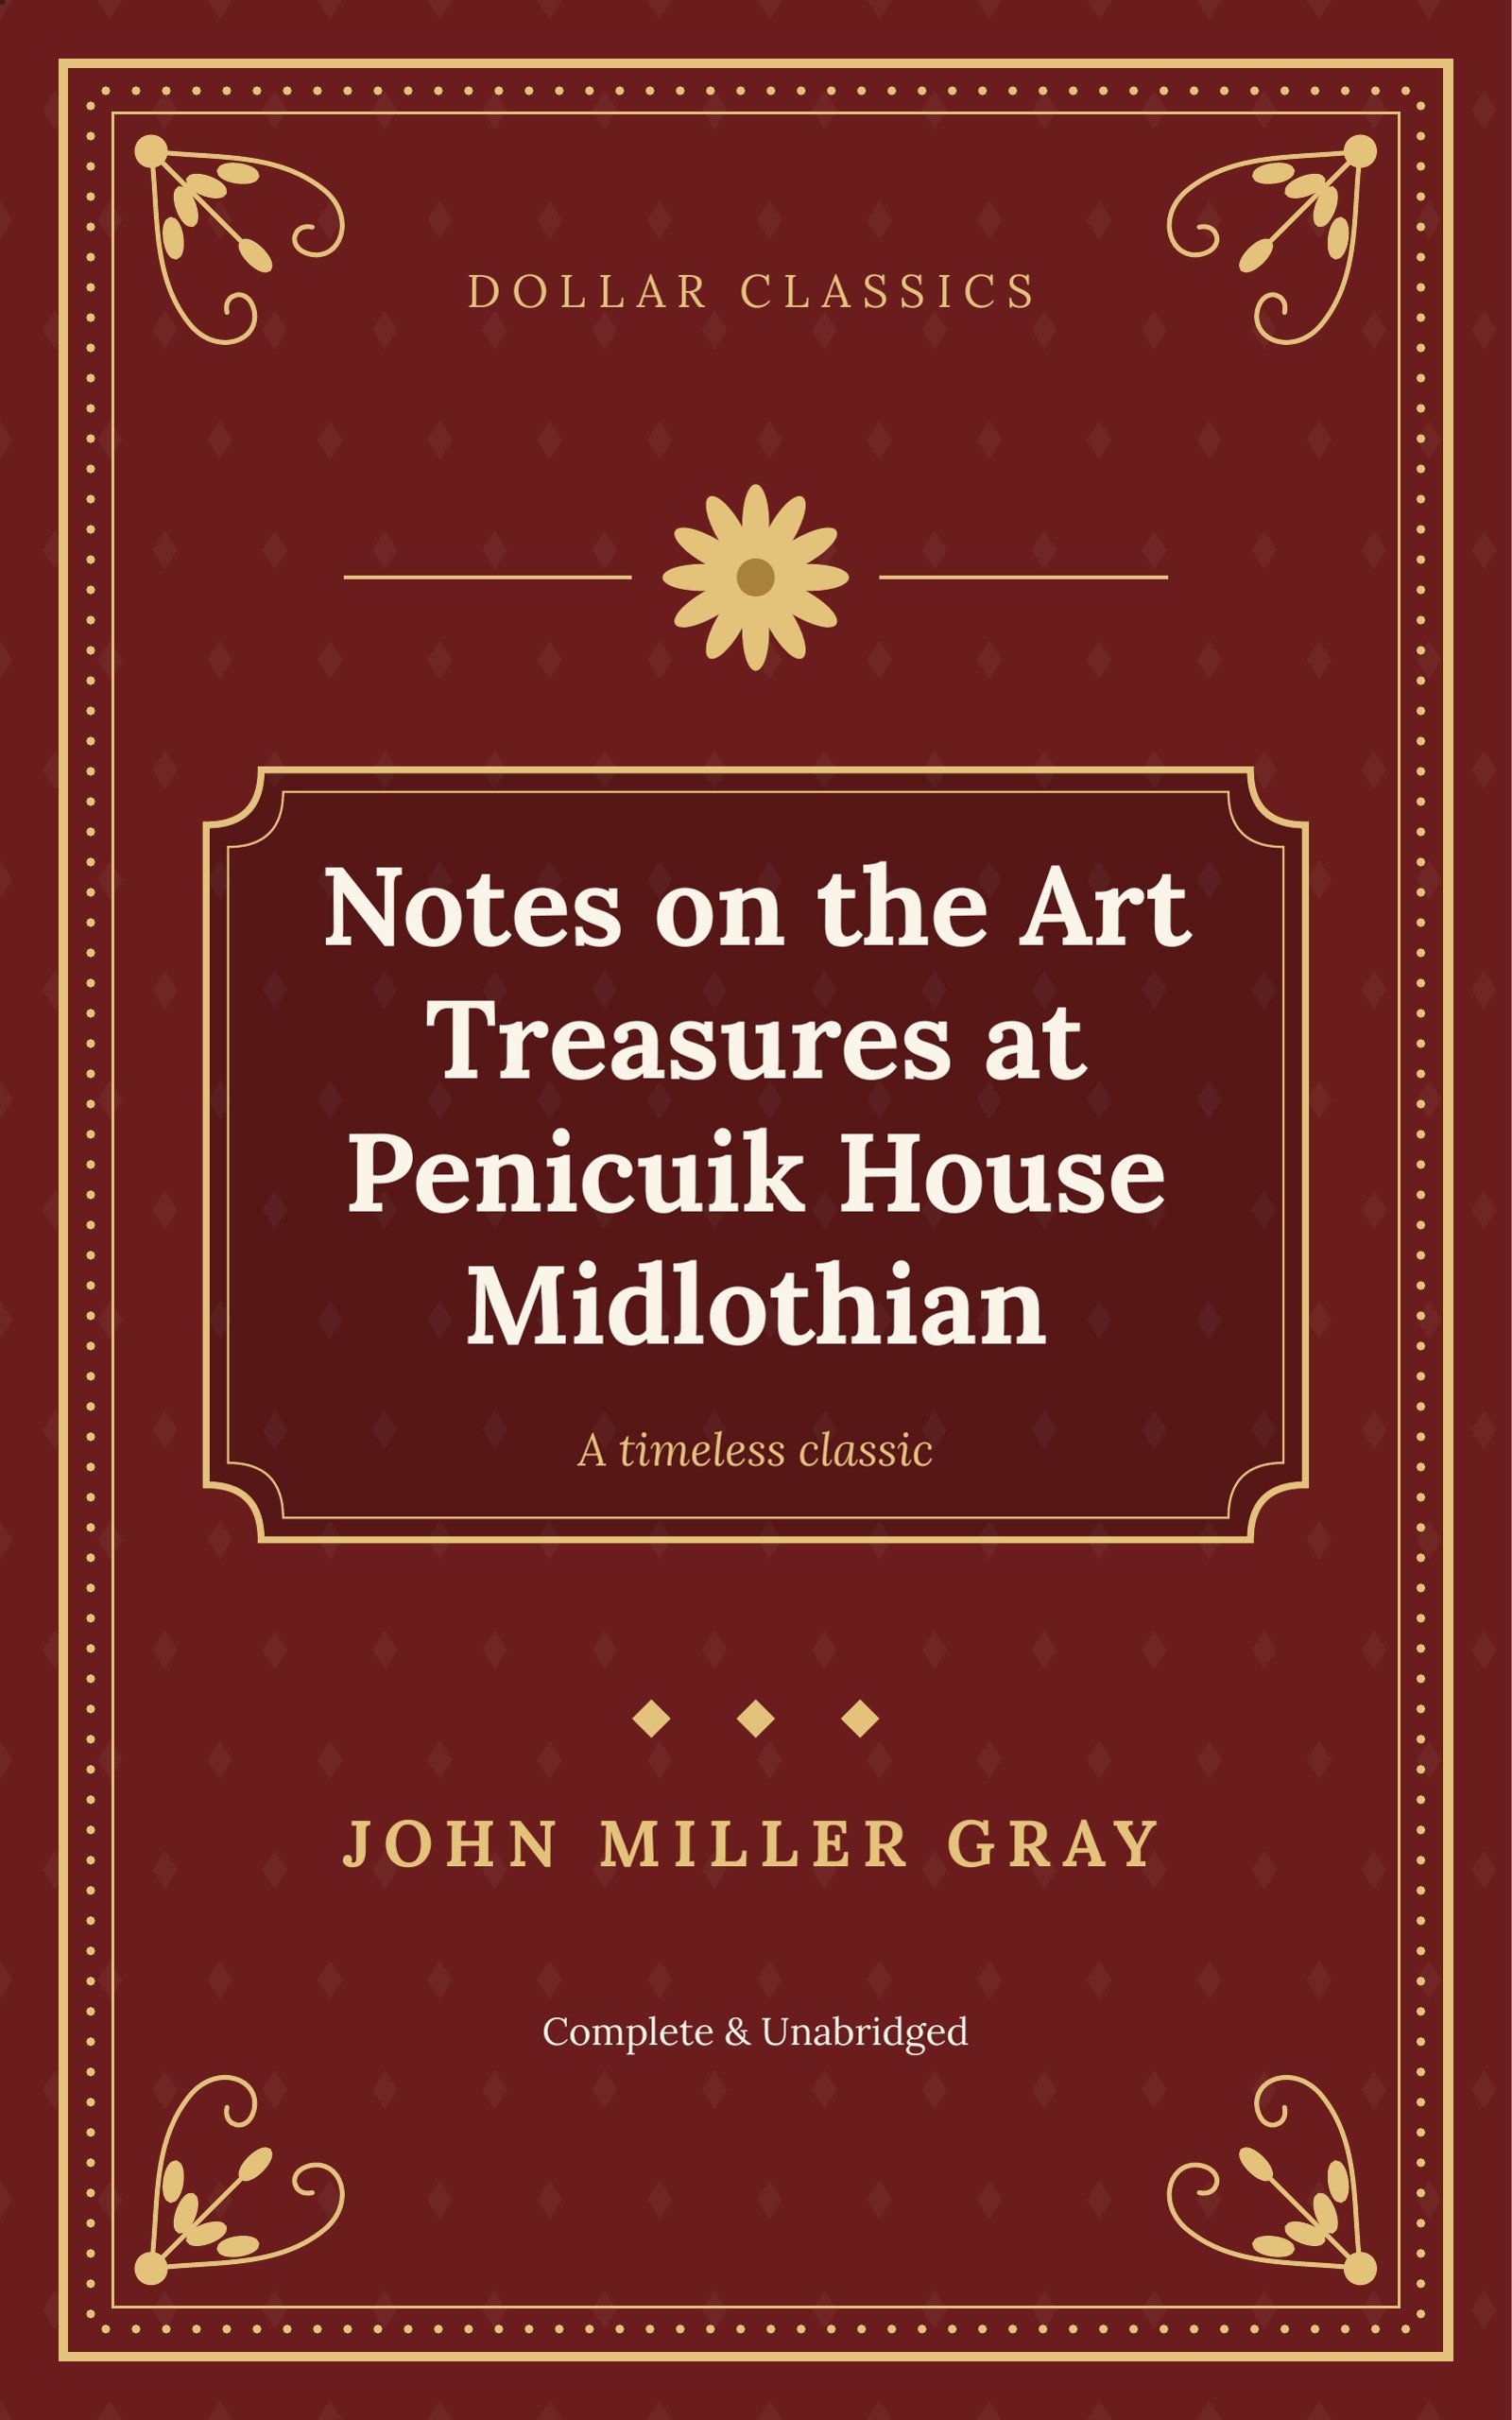 DOLLAR CLASSICS
Notes on the Art
Treasures at
Penicuik House
Midlothian
A timeless classic
JOHN MILLER GRAY
Complete & Unabridged